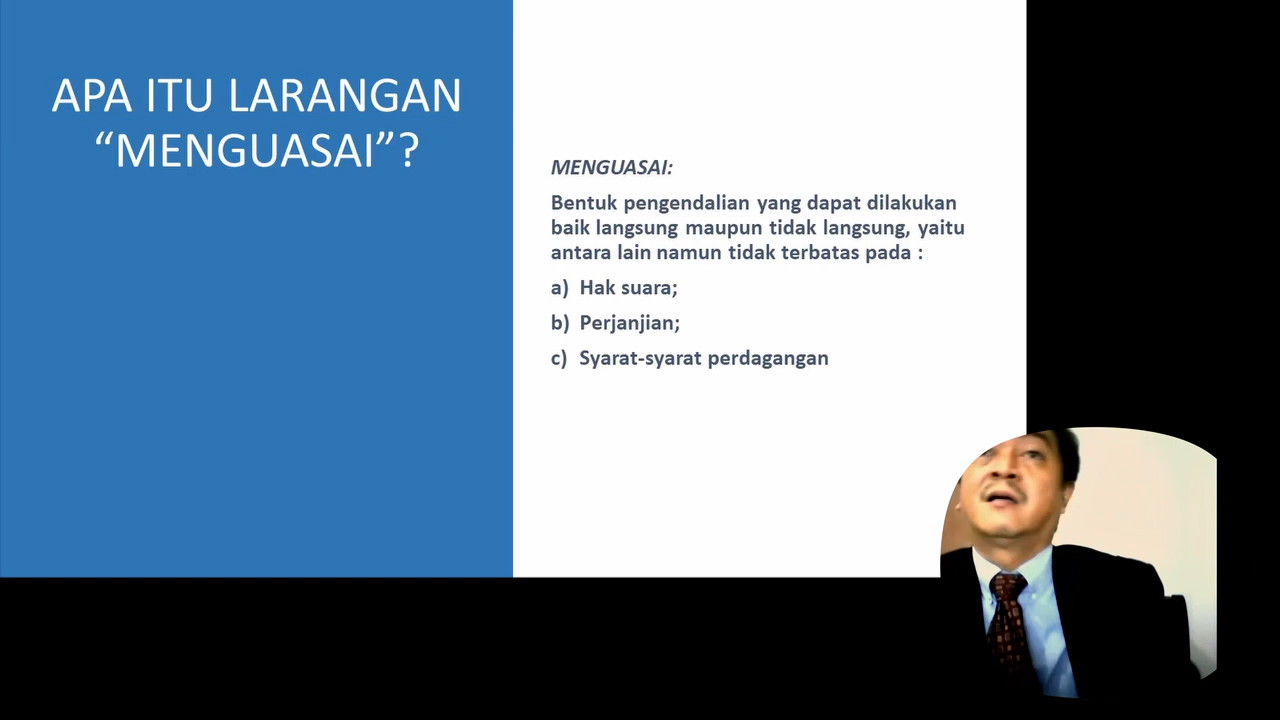 APA ITU LARANGAN
“MENGUASAI”?
MENGUASAI:
Bentuk pengendalian yang dapat dilakukan
baik langsung maupun tidak langsung, yaitu
antara lain namun tidak terbatas pada :
a) Hak suara;
b) Perjanjian;
c) Syarat-syarat perdagangan